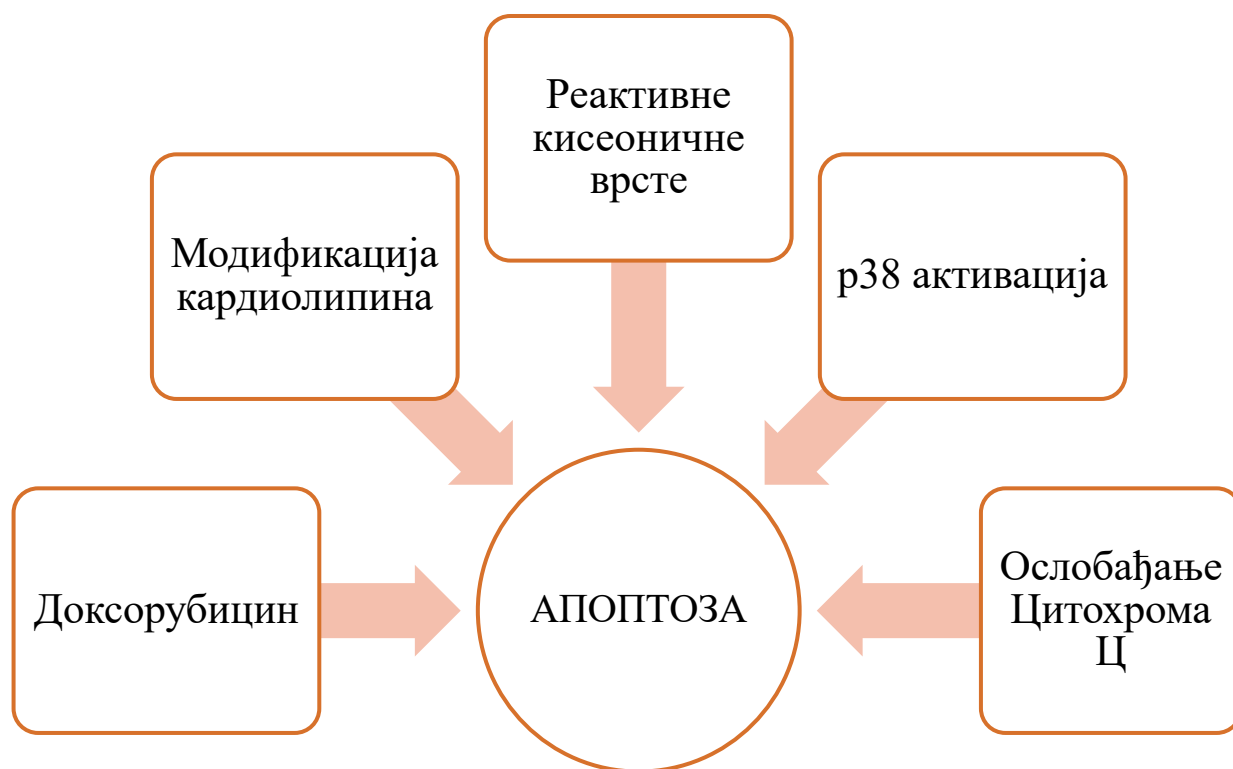 Реактивне
кисеоничне
врсте
Модификација
кардиолипина
р38 активација
Доксорубицин
АПОПТОЗА
Ослобађање
Цитохрома
Ц